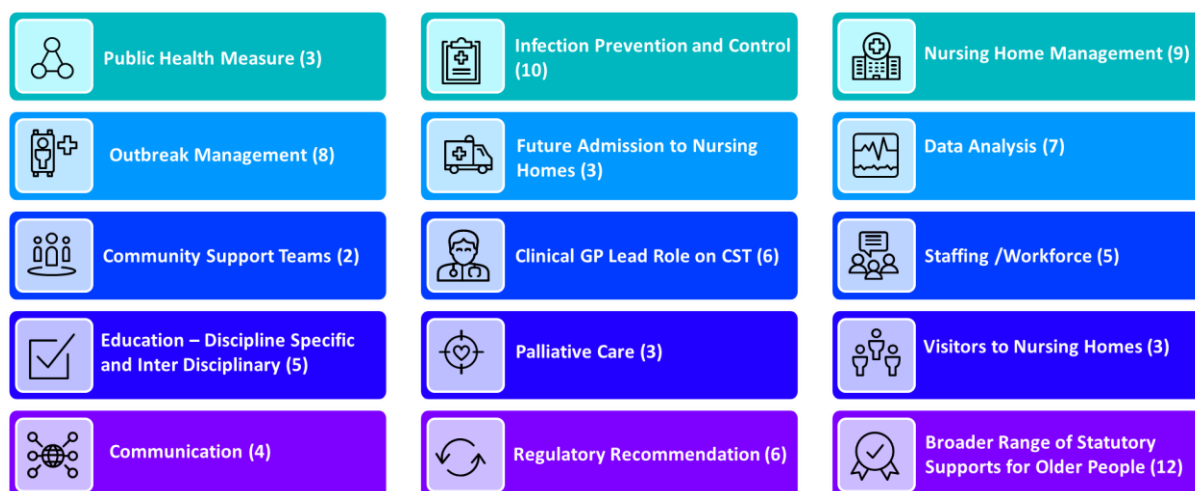 Public Health Measure (3)
Infection Prevention and Control
(10)
Nursing Home Management (9)
Outbreak Management (8)
Future Admission to Nursing
Homes (3)
Data Analysis (7)
Community Support Teams (2)
Clinical GP Lead Role on CST (6)
Staffing /Workforce (5)
Education – Discipline Specific
and Inter Disciplinary (5)
Palliative Care (3)
Visitors to Nursing Homes (3)
Communication (4)
Regulatory Recommendation (6)
Broader Range of Statutory
Supports for Older People (12)